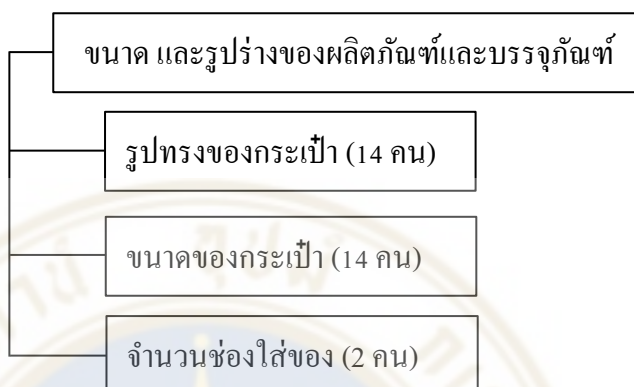 ขนาด และรูปร่างของผลิตภัณฑ์และบรรจุภัณฑ์
รูปทรงของกระเป๋า (14 คน)
ขนาดของกระเป๋า (14 คน)
จำนวนช่องใส่ของ (2 คน)